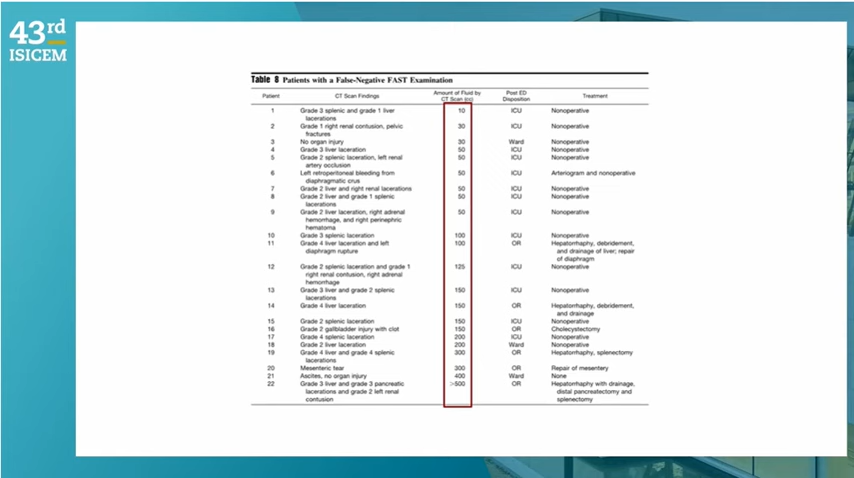 43rd
ISICEM
Table 8 Patients with a False-Negative FAST Examination
Patient CT Scan Findings Amount of Fluid by CT Scan (cc) Post ED Disposition Treatment
1 Grade 3 splenic and grade 1 liver lacerations 10 ICU Nonoperative
2 Grade 1 right renal contusion, pelvic fractures 30 ICU Nonoperative
3 No organ injury 30 Ward Nonoperative
4 Grade 3 liver laceration 50 ICU Nonoperative
5 Grade 2 splenic laceration, left renal artery occlusion 50 ICU Nonoperative
6 Left retroperitoneal bleeding from diaphragmatic crus 50 ICU Arteriogram and nonoperative
7 Grade 2 liver and right renal lacerations 50 ICU Nonoperative
8 Grade 2 liver and grade 1 splenic lacerations 50 ICU Nonoperative
9 Grade 2 liver laceration, right adrenal hemorrhage, and right perinephric hematoma 50 ICU Nonoperative
10 Grade 3 splenic laceration 100 ICU Nonoperative
11 Grade 4 liver laceration and left diaphragm rupture 100 OR Hepatorrhaphy, debridement, and drainage of liver; repair of diaphragm
12 Grade 2 splenic laceration and grade 1 right renal contusion, right adrenal hemorrhage 125 ICU Nonoperative
13 Grade 3 liver and grade 2 splenic lacerations 150 ICU Nonoperative
14 Grade 4 liver laceration 150 OR Hepatorrhaphy, debridement, and drainage
15 Grade 2 splenic laceration 150 ICU Nonoperative
16 Grade 2 gallbladder injury with clot 150 OR Cholecystectomy
17 Grade 4 splenic laceration 200 ICU Nonoperative
18 Grade 2 liver laceration 200 Ward Nonoperative
19 Grade 4 liver and grade 4 splenic lacerations 300 OR Hepatorrhaphy, splenectomy
20 Mesenteric tear 300 OR Repair of mesentery
21 Ascites, no organ injury 400 Ward None
22 Grade 3 liver and grade 3 pancreatic lacerations and grade 2 left renal contusion >500 OR Hepatorrhaphy with drainage, distal pancreatectomy and splenectomy